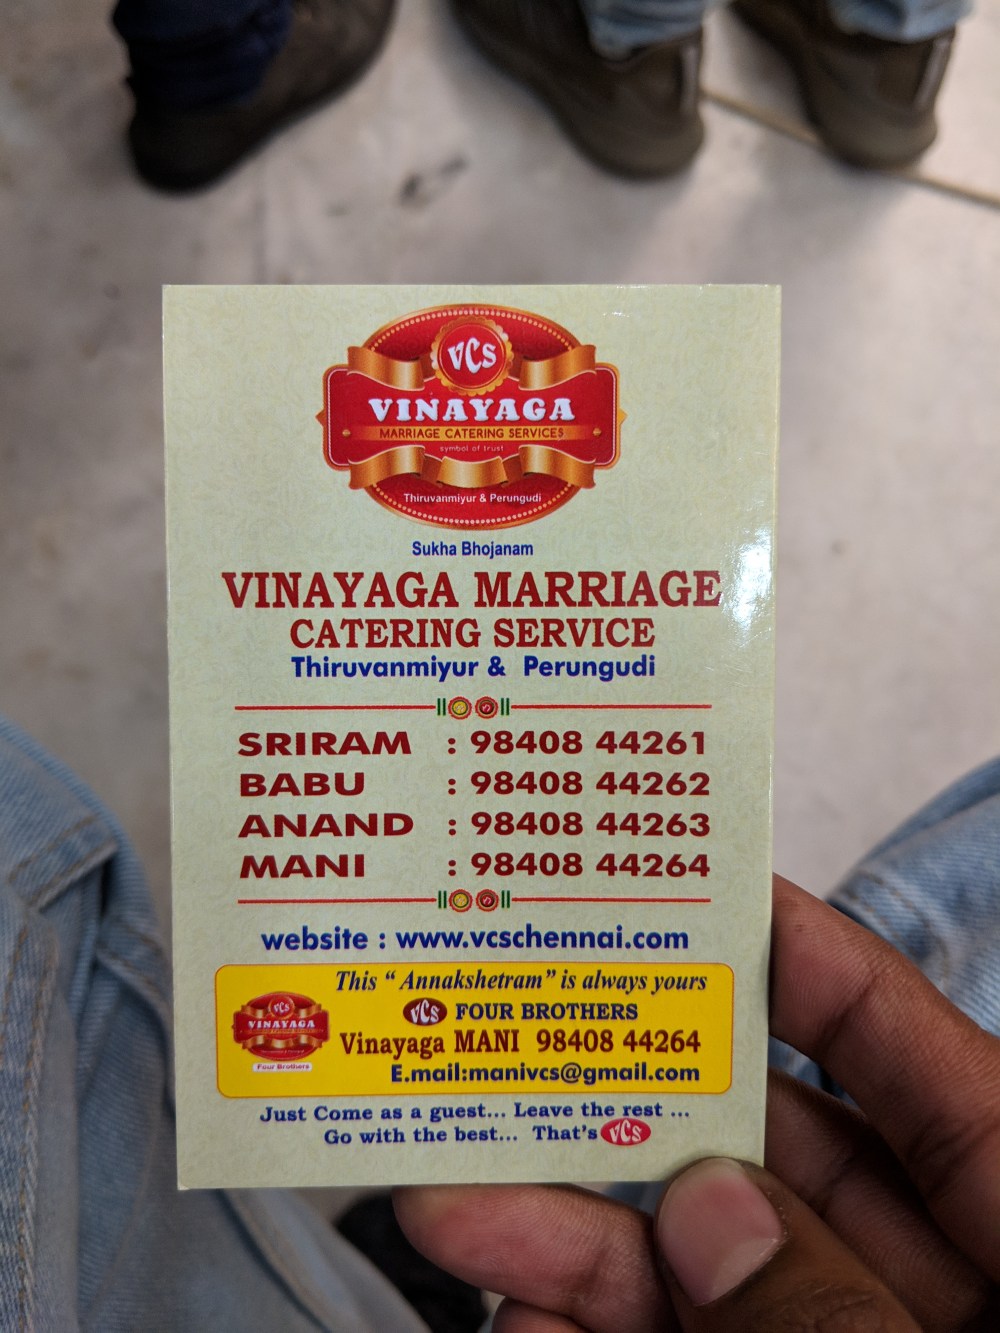 VCS
VINAYAGA
MARRIAGE CATERING SERVICES
symbol of trust
Thiruvanmiyur & Perungudi
Sukha Bhojanam
VINAYAGA MARRIAGE
CATERING SERVICE
Thiruvanmiyur & Perungudi
SRIRAM : 98408 44261
BABU : 98408 44262
ANAND : 98408 44263
MANI : 98408 44264
website : www.vcschennai.com
This “ Annakshetram” is always yours
VCS FOUR BROTHERS
Vinayaga MANI 98408 44264
E.mail:manivcs@gmail.com
VCS
VINAYAGA
Four Brothers
Just Come as a guest... Leave the rest ...
Go with the best... That's VCS